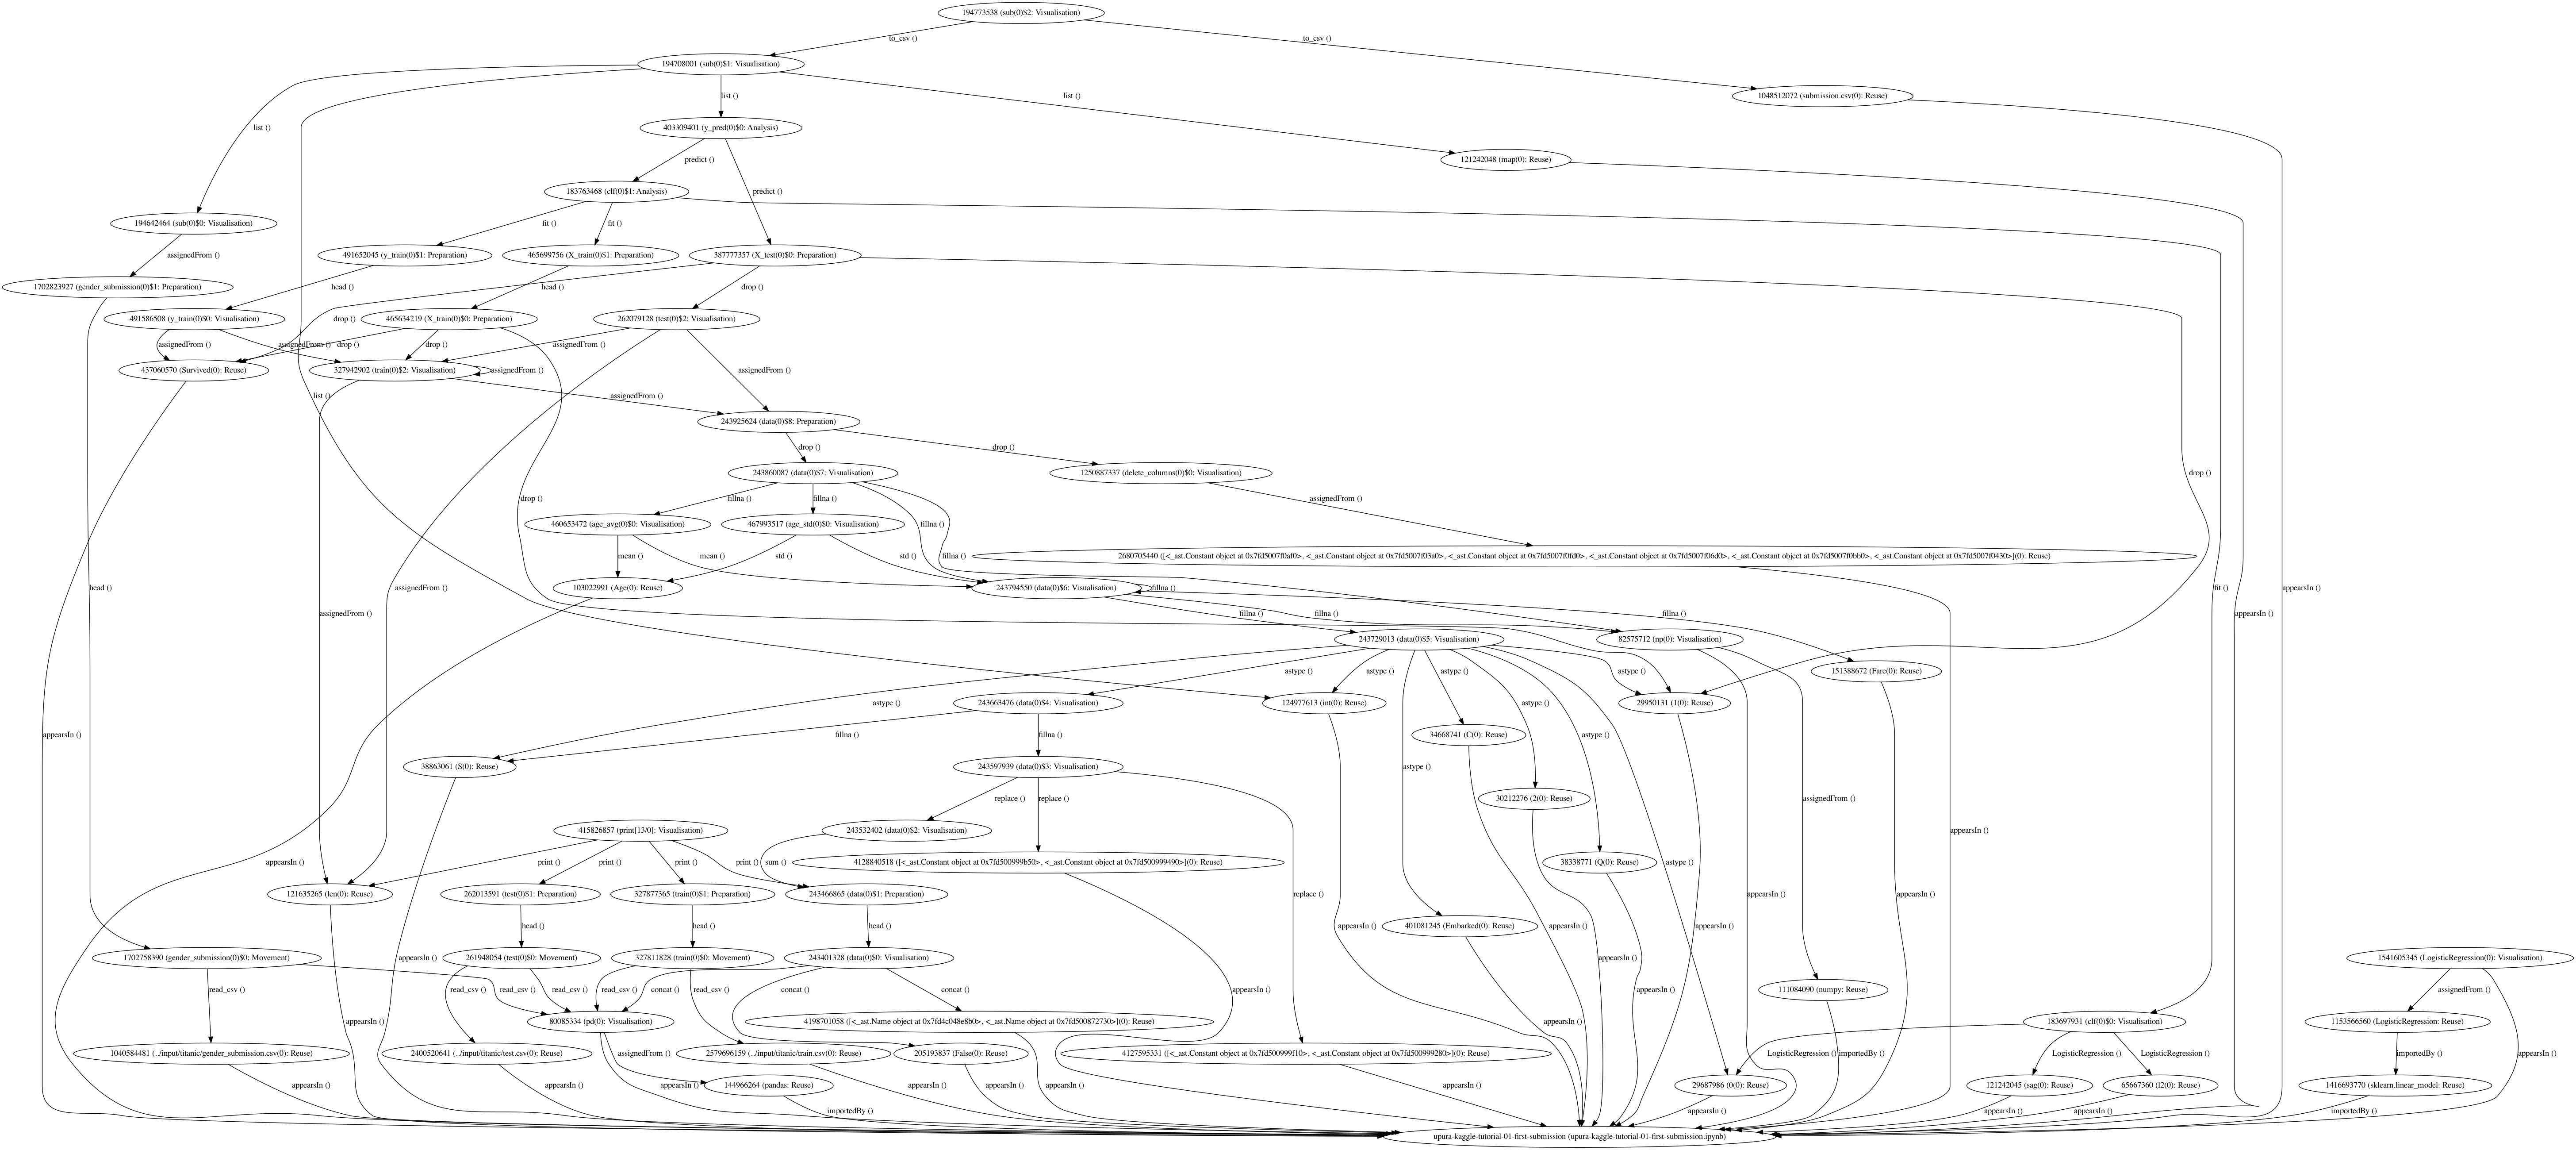 194773538 (sub(0)$2: Visualisation)
to_csv ()
to_csv ()
194708001 (sub(0)$1: Visualisation)
list ()
list ()
1048512072 (submission.csv(0): Reuse)
list ()
403309401 (y_pred(0)$0: Analysis)
predict ()
121242048 (map(0): Reuse)
183763468 (clf(0)$1: Analysis)
predict ()
194642464 (sub(0)$0: Visualisation)
fit ()
fit ()
assignedFrom ()
491652045 (y_train(0)$1: Preparation)
465699756 (X_train(0)$1: Preparation)
387777357 (X_test(0)$0: Preparation)
1702823927 (gender_submission(0)$1: Preparation)
head ()
head ()
drop ()
491586508 (y_train(0)$0: Visualisation)
drop ()
465634219 (X_train(0)$0: Preparation)
262079128 (test(0)$2: Visualisation)
assignedFrom ()
assignedFrom ()
drop ()
drop ()
assignedFrom ()
437060570 (Survived(0): Reuse)
327942902 (train(0)$2: Visualisation)
assignedFrom ()
assignedFrom ()
list ()
assignedFrom ()
243925624 (data(0)$8: Preparation)
drop ()
drop ()
243860087 (data(0)$7: Visualisation)
1250887337 (delete_columns(0)$0: Visualisation)
drop ()
drop ()
fillna ()
fillna ()
assignedFrom ()
460653472 (age_avg(0)$0: Visualisation)
467993517 (age_std(0)$0: Visualisation)
fillna ()
mean ()
mean ()
std ()
std ()
fillna ()
2680705440 ([<_ast.Constant object at 0x7fd5007f0af0>, <_ast.Constant object at 0x7fd5007f03a0>, <_ast.Constant object at 0x7fd5007f0fd0>, <_ast.Constant object at 0x7fd5007f06d0>, <_ast.Constant object at 0x7fd5007f0bb0>, <_ast.Constant object at 0x7fd5007f0430>](0): Reuse)
head ()
assignedFrom ()
103022991 (Age(0): Reuse)
243794550 (data(0)$6: Visualisation)
fillna ()
fit ()
assignedFrom ()
fillna ()
fillna ()
fillna ()
appearsIn ()
appearsIn ()
243729013 (data(0)$5: Visualisation)
82575712 (np(0): Visualisation)
astype ()
astype ()
astype ()
astype ()
151388672 (Fare(0): Reuse)
astype ()
243663476 (data(0)$4: Visualisation)
124977613 (int(0): Reuse)
astype ()
29950131 (1(0): Reuse)
appearsIn ()
fillna ()
fillna ()
34668741 (C(0): Reuse)
astype ()
38863061 (S(0): Reuse)
243597939 (data(0)$3: Visualisation)
astype ()
replace ()
replace ()
30212276 (2(0): Reuse)
assignedFrom ()
415826857 (print[13/0]: Visualisation)
243532402 (data(0)$2: Visualisation)
appearsIn ()
appearsIn ()
print ()
print ()
print ()
print ()
sum ()
4128840518 ([<_ast.Constant object at 0x7fd500999b50>, <_ast.Constant object at 0x7fd500999490>](0): Reuse)
38338771 (Q(0): Reuse)
astype ()
121635265 (len(0): Reuse)
262013591 (test(0)$1: Preparation)
327877365 (train(0)$1: Preparation)
243466865 (data(0)$1: Preparation)
replace ()
appearsIn ()
appearsIn ()
head ()
head ()
head ()
appearsIn ()
401081245 (Embarked(0): Reuse)
appearsIn ()
appearsIn ()
1702758390 (gender_submission(0)$0: Movement)
appearsIn ()
261948054 (test(0)$0: Movement)
327811828 (train(0)$0: Movement)
243401328 (data(0)$0: Visualisation)
appearsIn ()
1541605345 (LogisticRegression(0): Visualisation)
read_csv ()
read_csv ()
read_csv ()
read_csv ()
read_csv ()
concat ()
read_csv ()
concat ()
concat ()
appearsIn ()
appearsIn ()
111084090 (numpy: Reuse)
assignedFrom ()
appearsIn ()
80085334 (pd(0): Visualisation)
4198701058 ([<_ast.Name object at 0x7fd4c048e8b0>, <_ast.Name object at 0x7fd500872730>](0): Reuse)
appearsIn ()
183697931 (clf(0)$0: Visualisation)
1153566560 (LogisticRegression: Reuse)
1040584481 (../input/titanic/gender_submission.csv(0): Reuse)
2400520641 (../input/titanic/test.csv(0): Reuse)
assignedFrom ()
2579696159 (../input/titanic/train.csv(0): Reuse)
205193837 (False(0): Reuse)
4127595331 ([<_ast.Constant object at 0x7fd500999f10>, <_ast.Constant object at 0x7fd500999280>](0): Reuse)
LogisticRegression ()
importedBy ()
LogisticRegression ()
LogisticRegression ()
importedBy ()
appearsIn ()
appearsIn ()
appearsIn ()
appearsIn ()
144966264 (pandas: Reuse)
appearsIn ()
appearsIn ()
appearsIn ()
appearsIn ()
29687986 (0(0): Reuse)
121242045 (sag(0): Reuse)
65667360 (l2(0): Reuse)
1416693770 (sklearn.linear_model: Reuse)
importedBy ()
appearsIn ()
appearsIn ()
appearsIn ()
importedBy ()
upura-kaggle-tutorial-01-first-submission (upura-kaggle-tutorial-01-first-submission.ipynb)